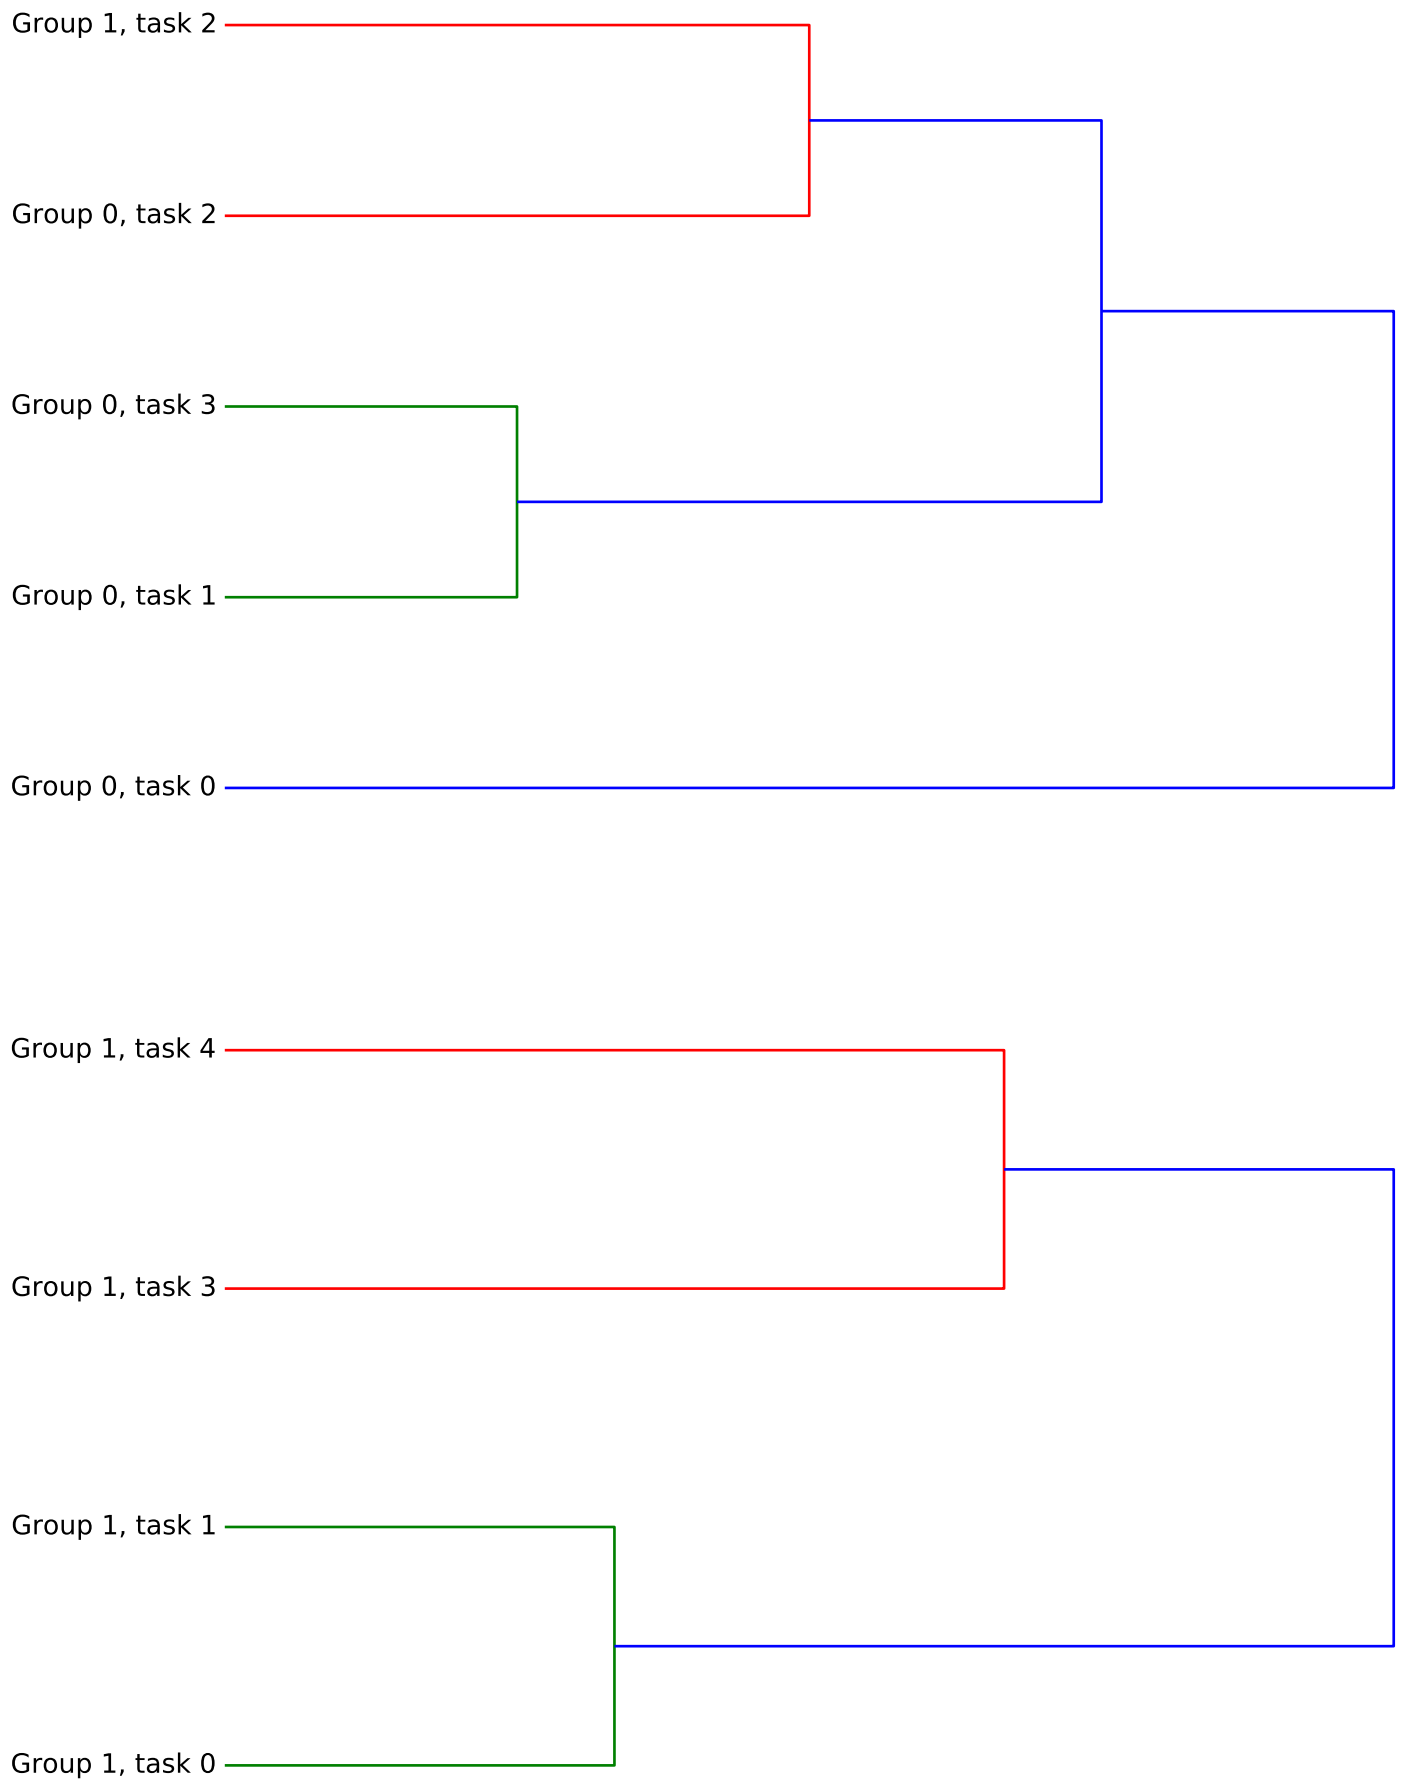 Group 1, task 2
Group 0, task 2
Group 0, task 3
Group 0, task 1
Group 0, task 0
Group 1, task 4
Group 1, task 3
Group 1, task 1
Group 1, task 0